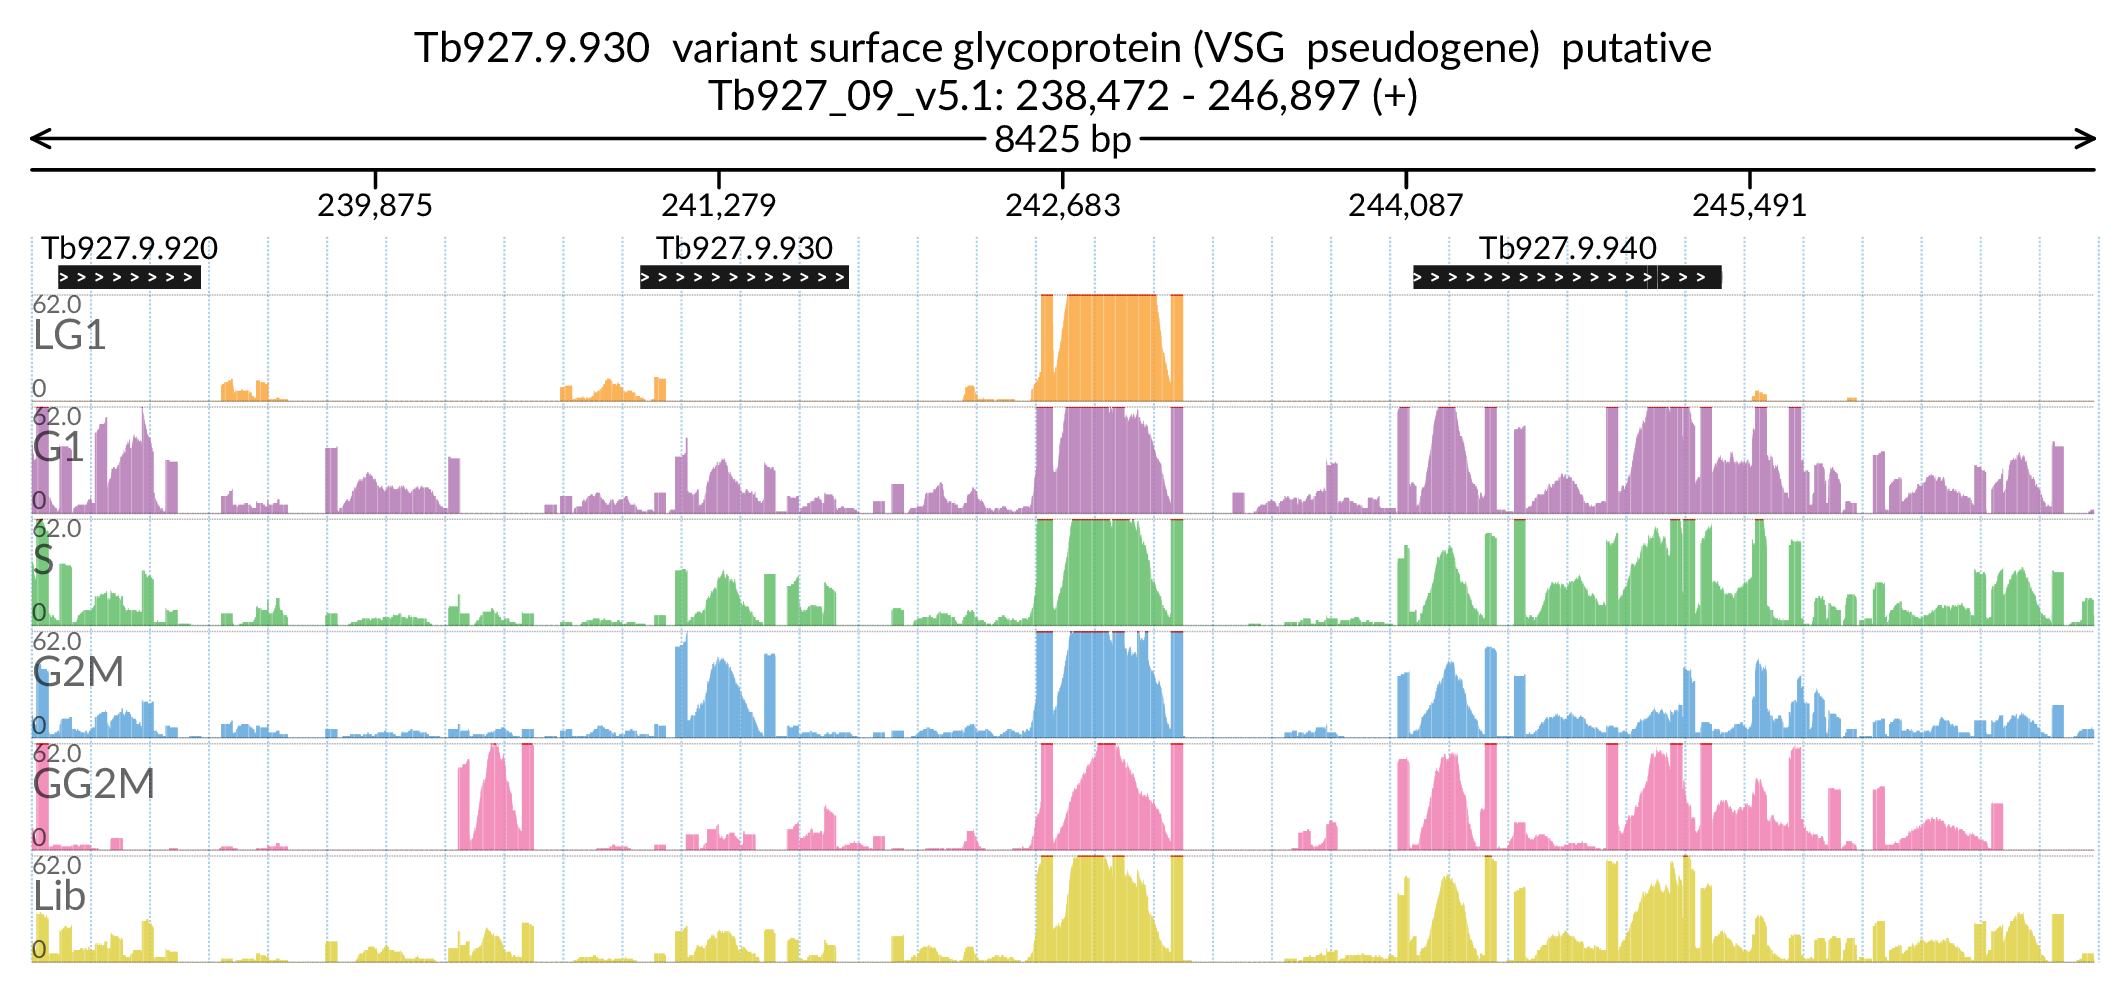 Tb927.9.930 variant surface glycoprotein (VSG pseudogene) putative
Tb927_09_v5.1: 238,472 - 246,897 (+)
8425 bp
239,875 241,279 242,683 244,087 245,491
Tb927.9.920 Tb927.9.930 Tb927.9.940
62.0
LG1
0
62.0
G1
0
62.0
S
0
62.0
G2M
0
62.0
GG2M
0
62.0
Lib
0